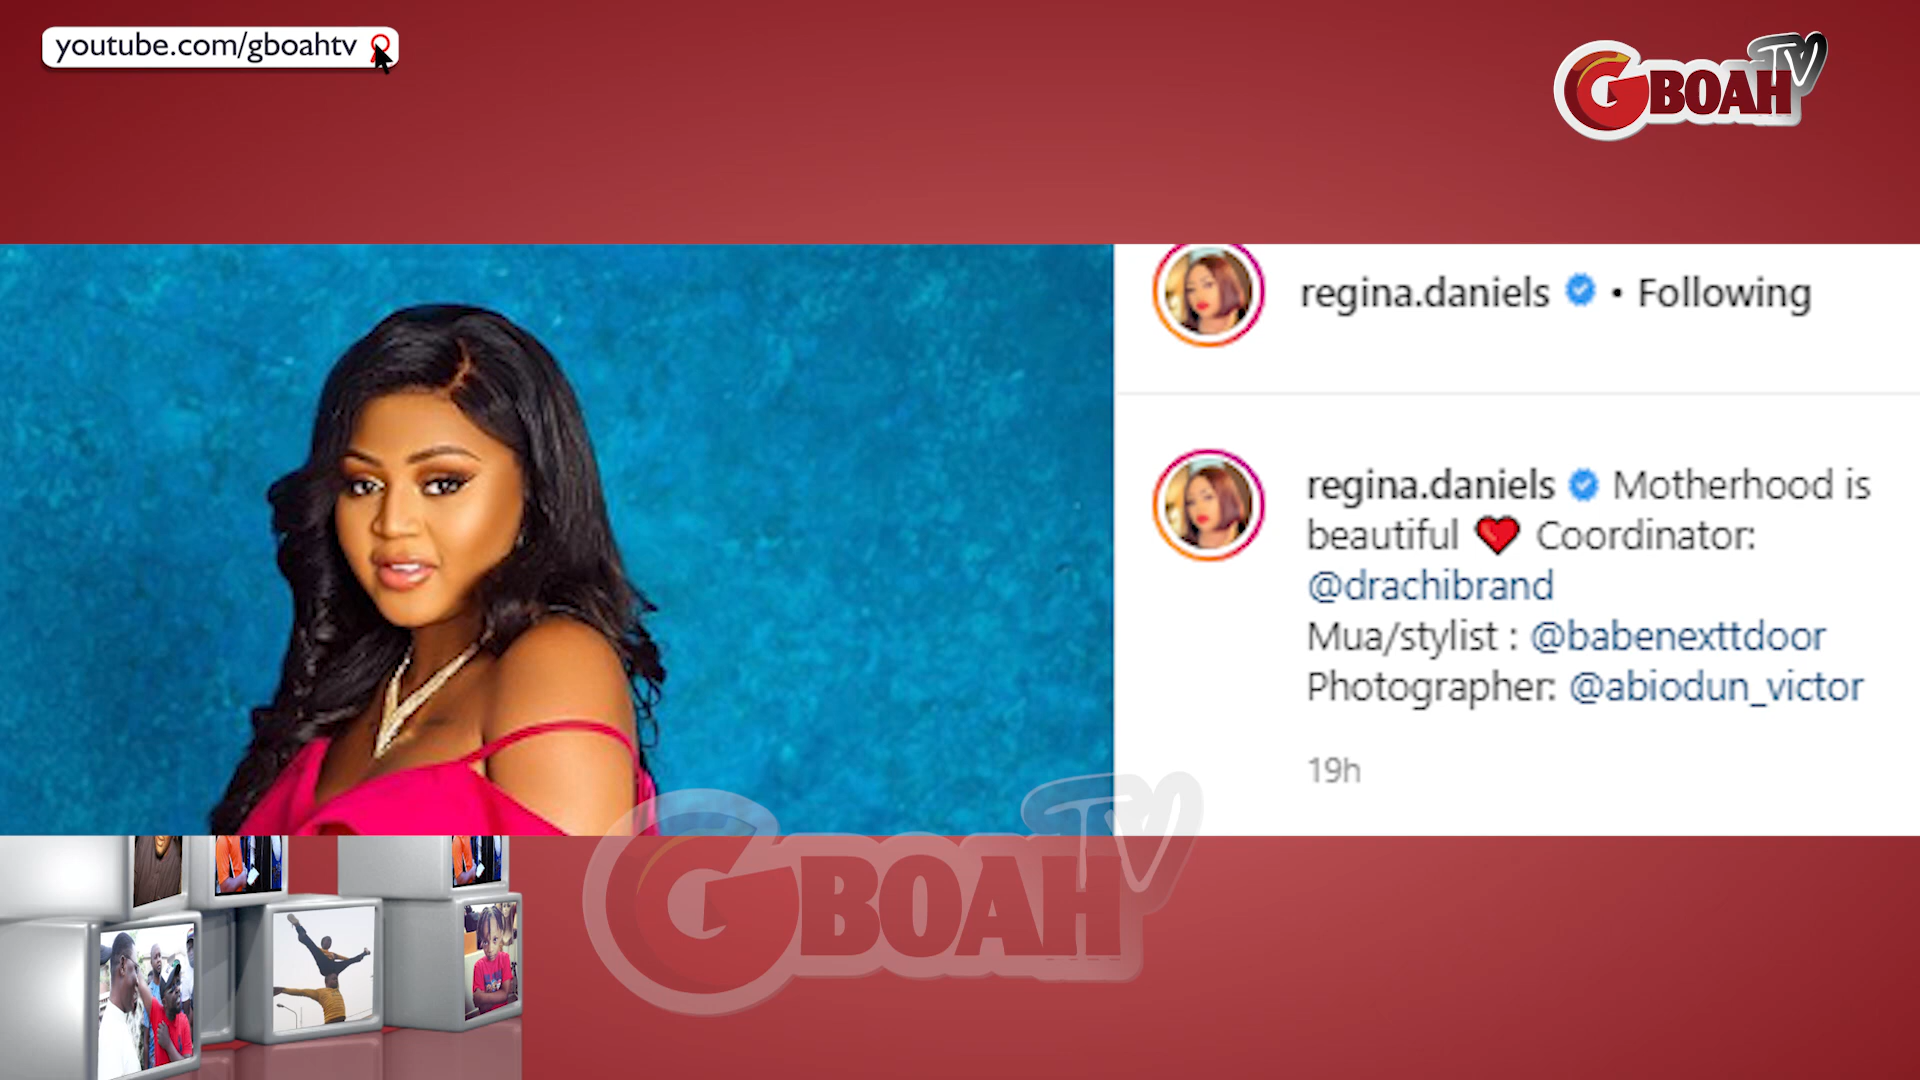 youtube.com/gboahtv
GBOAH TV
regina.daniels • Following
regina.daniels Motherhood is
beautiful ❤ Coordinator:
@drachibrand
Mua/stylist : @babenexttdoor
Photographer: @abiodun_victor
19h
GBOAH TV